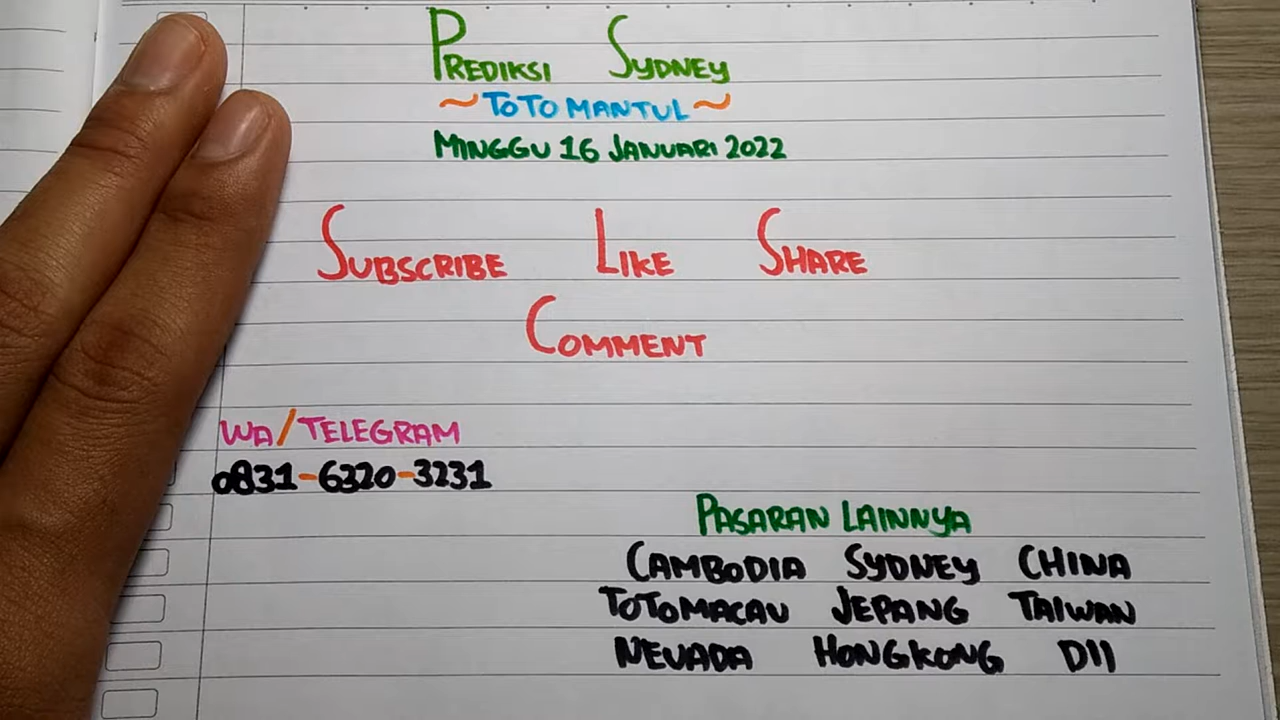 PREDIKSI SYDNEY
~TOTO MANTUL~
MINGGU 16 JANUARI 2022
SUBSCRIBE LIKE SHARE
COMMENT
WA/TELEGRAM
0831-6320-3231
PASARAN LAINNYA
CAMBODIA SYDNEY CHINA
TOTOMACAU JEPANG TAIWAN
NEVADA HONGKONG Dll